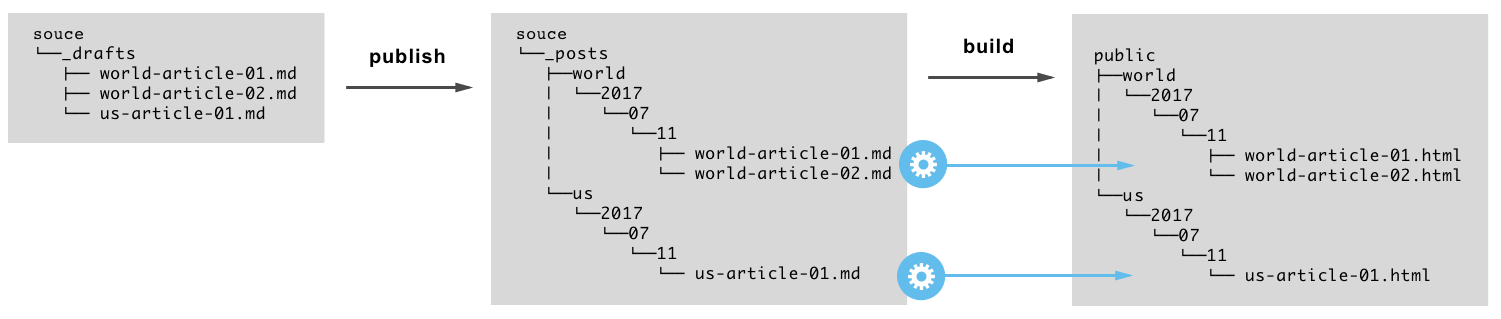 souce
└──_drafts
   ├── world-article-01.md
   ├── world-article-02.md
   └── us-article-01.md
publish
souce
└──_posts
   ├──world
   |  └──2017
   |     └──07
   |        └──11
   |           ├── world-article-01.md
   |           └── world-article-02.md
   └──us
      └──2017
         └──07
            └──11
               └── us-article-01.md
build
public
├──world
|  └──2017
|     └──07
|        └──11
|           ├── world-article-01.html
|           └── world-article-02.html
└──us
   └──2017
      └──07
         └──11
            └── us-article-01.html